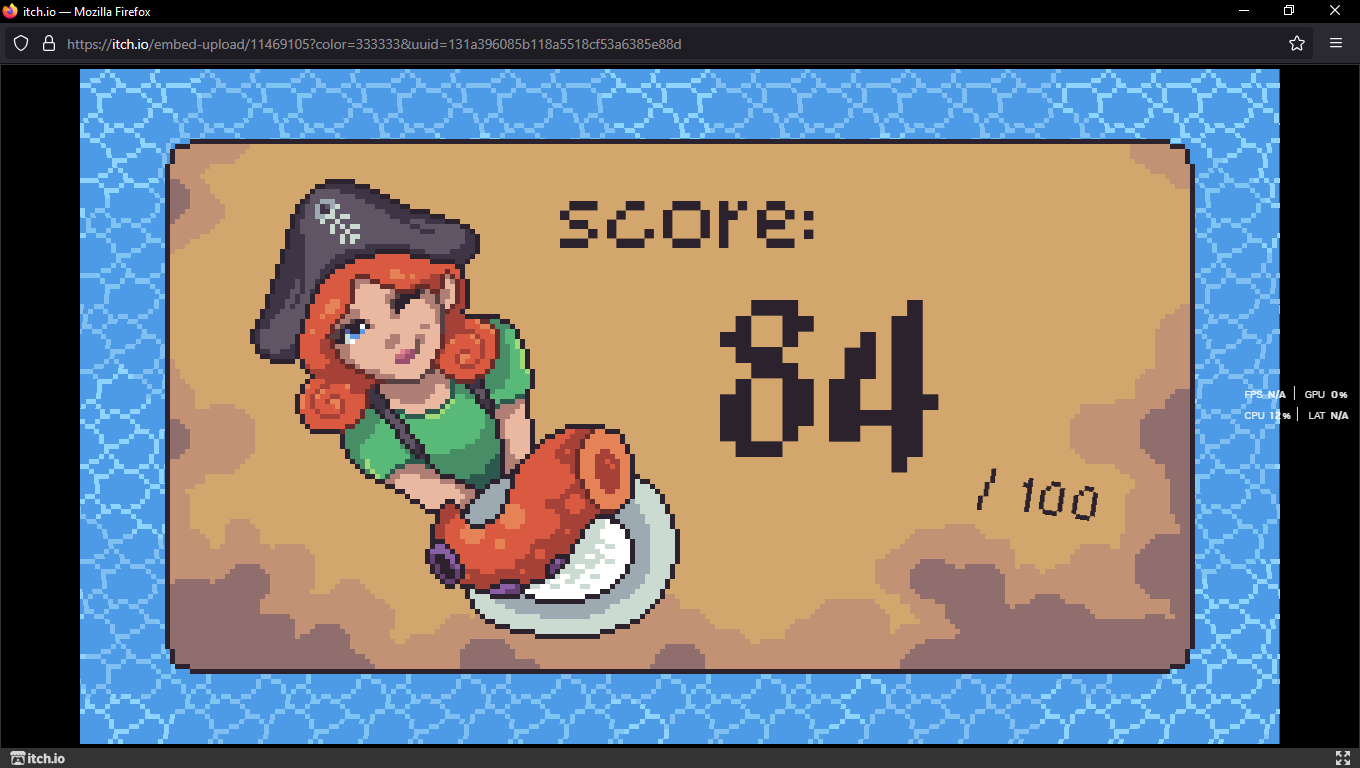 itch.io — Mozilla Firefox
https://itch.io/embed-upload/11469105?color=333333&uuid=131a396085b118a5518cf53a6385e88d
score:
84
/ 100
FPS N/A | GPU 0%
CPU 12% | LAT N/A
itch.io